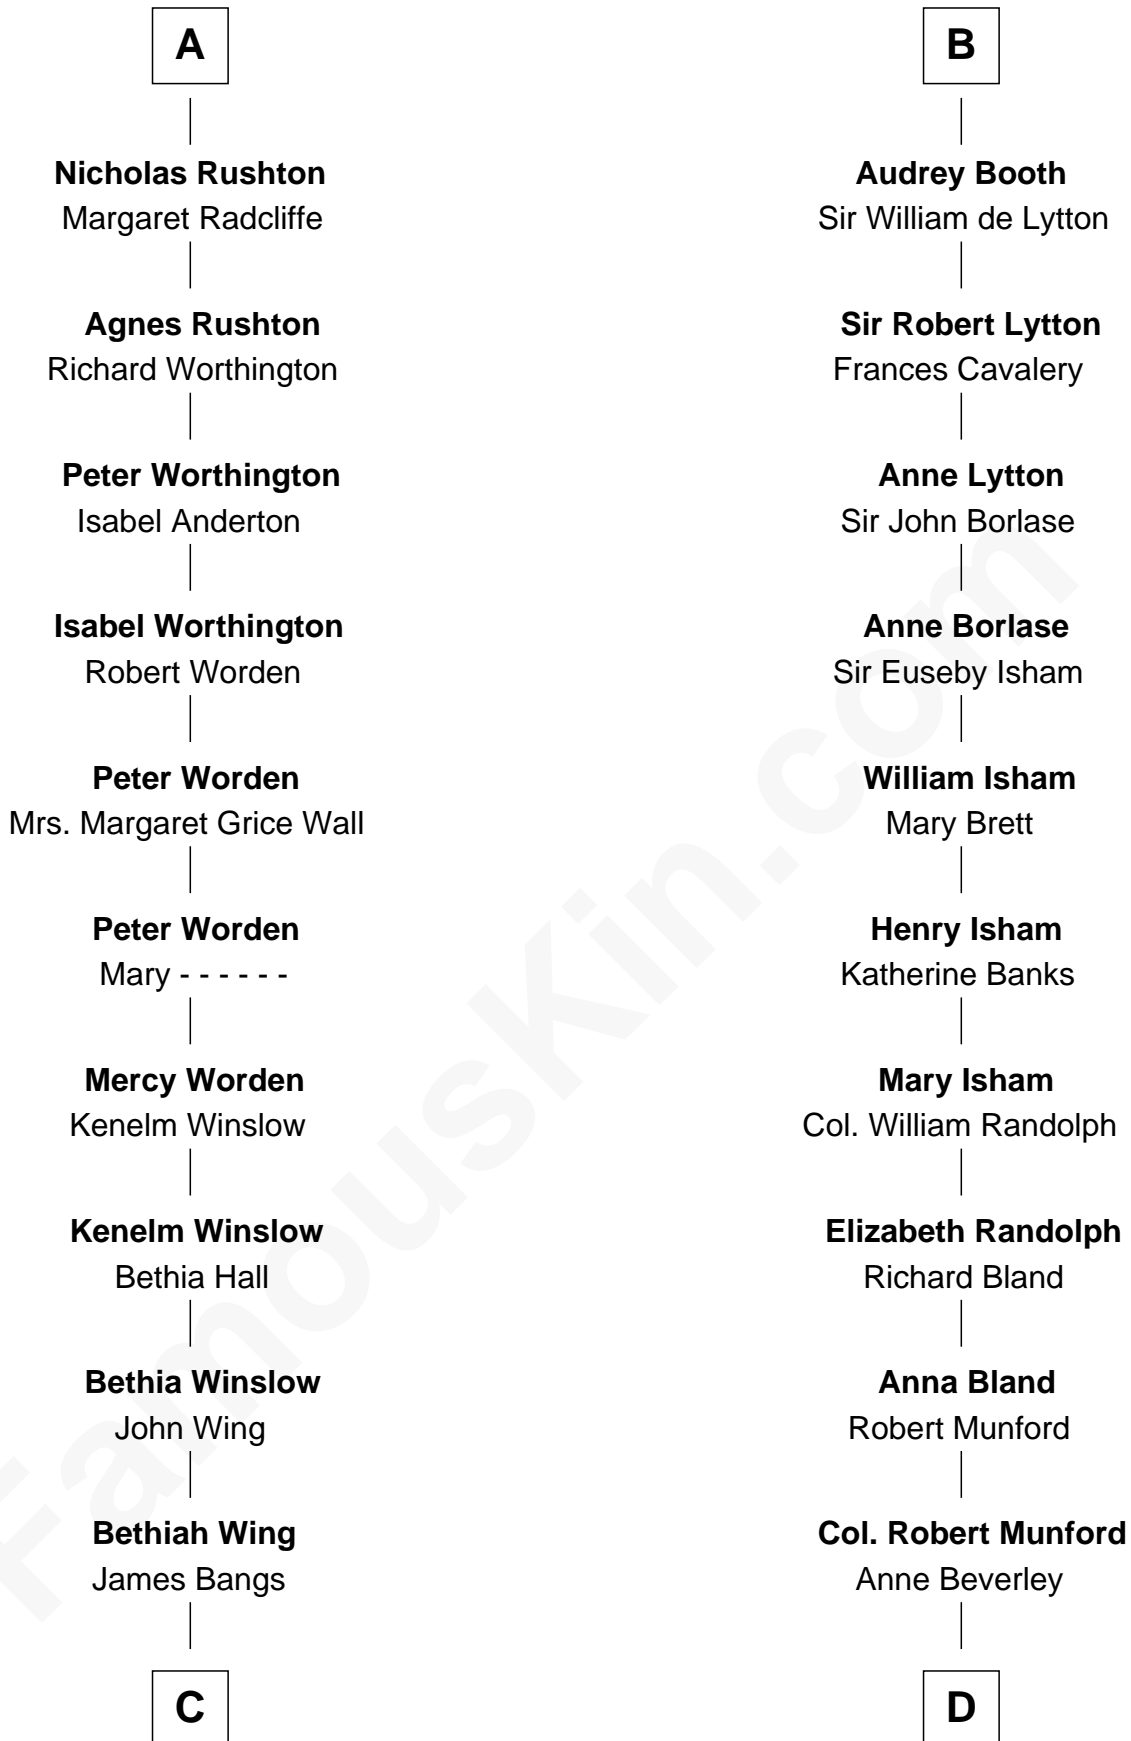 A
Nicholas Rushton
Margaret Radcliffe
Agnes Rushton
Richard Worthington
Peter Worthington
Isabel Anderton
Isabel Worthington
Robert Worden
Peter Worden
Mrs. Margaret Grice Wall
Peter Worden
Mary - - - - - -
Mercy Worden
Kenelm Winslow
Kenelm Winslow
Bethia Hall
Bethia Winslow
John Wing
Bethiah Wing
James Bangs
C
B
Audrey Booth
Sir William de Lytton
Sir Robert Lytton
Frances Cavalery
Anne Lytton
Sir John Borlase
Anne Borlase
Sir Euseby Isham
William Isham
Mary Brett
Henry Isham
Katherine Banks
Mary Isham
Col. William Randolph
Elizabeth Randolph
Richard Bland
Anna Bland
Robert Munford
Col. Robert Munford
Anne Beverley
D
FamousKin.com